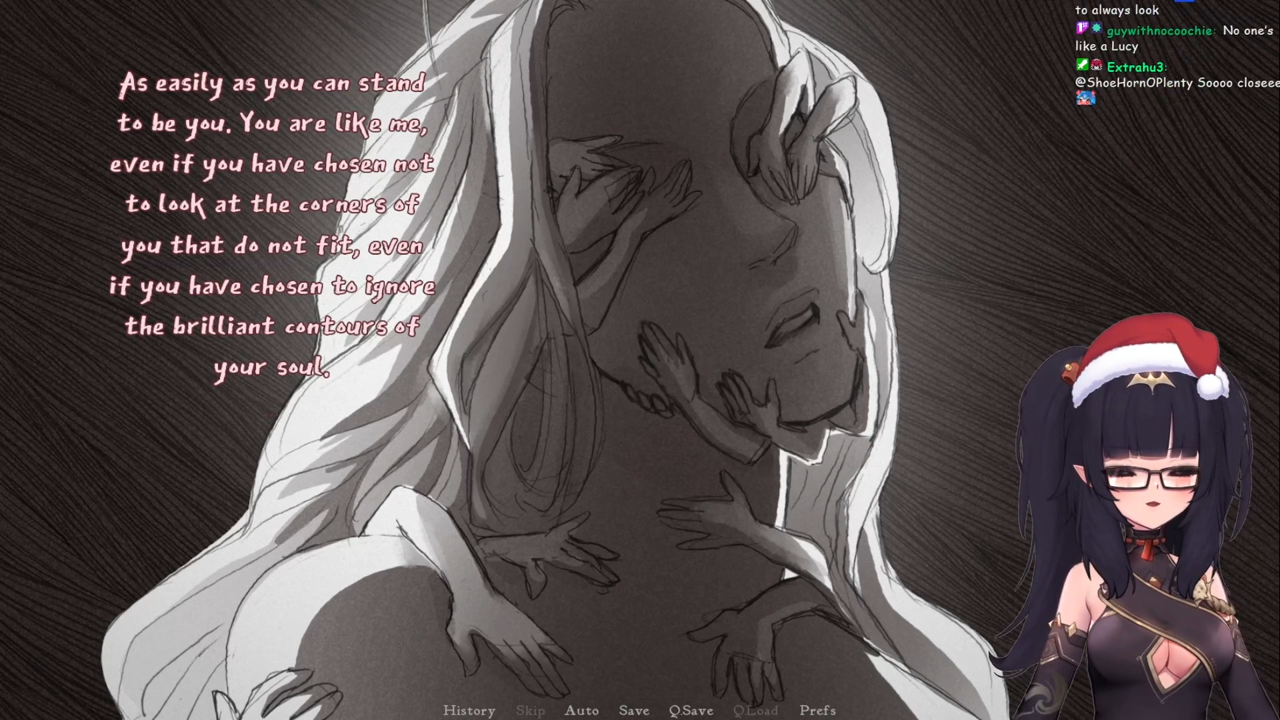 As easily as you can stand
to be you. You are like me,
even if you have chosen not
to look at the corners of
you that do not fit, even
if you have chosen to ignore
the brilliant contours of
your soul.
to always look
guywithnocoochie: No one's
like a Lucy
Extrahu3:
@ShoeHornOPlenty Soooo closeee
History Skip Auto Save Q.Save Q.Load Prefs